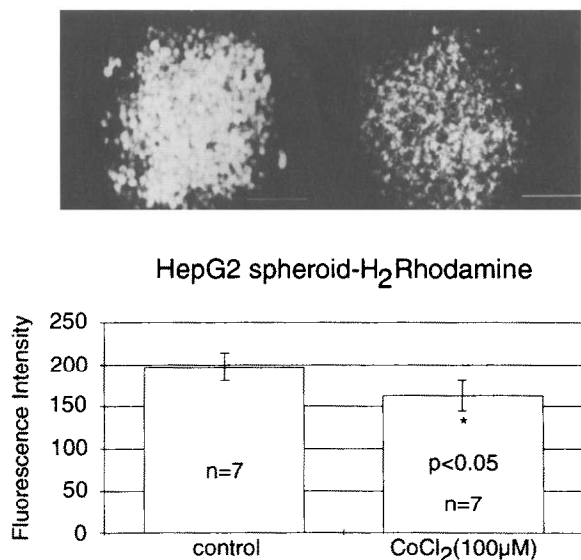 HepG2 spheroid-H2Rhodamine
Fluorescence Intensity
250
200
150
100
50
0
n=7
*
p<0.05
n=7
control
CoCl2(100µM)